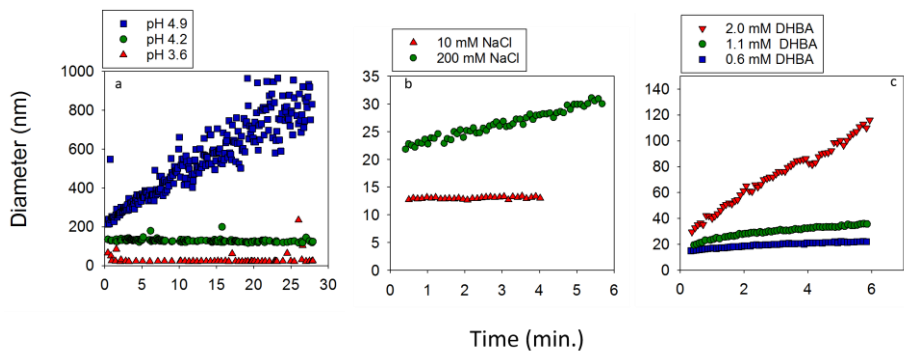 pH 4.9
pH 4.2
pH 3.6
10 mM NaCl
200 mM NaCl
2.0 mM DHBA
1.1 mM DHBA
0.6 mM DHBA
Diameter (nm)
a
1000
800
600
400
200
0
0 5 10 15 20 25 30
b
35
30
25
20
15
10
5
0
0 1 2 3 4 5 6
c
140
120
100
80
60
40
20
0
0 2 4 6
Time (min.)